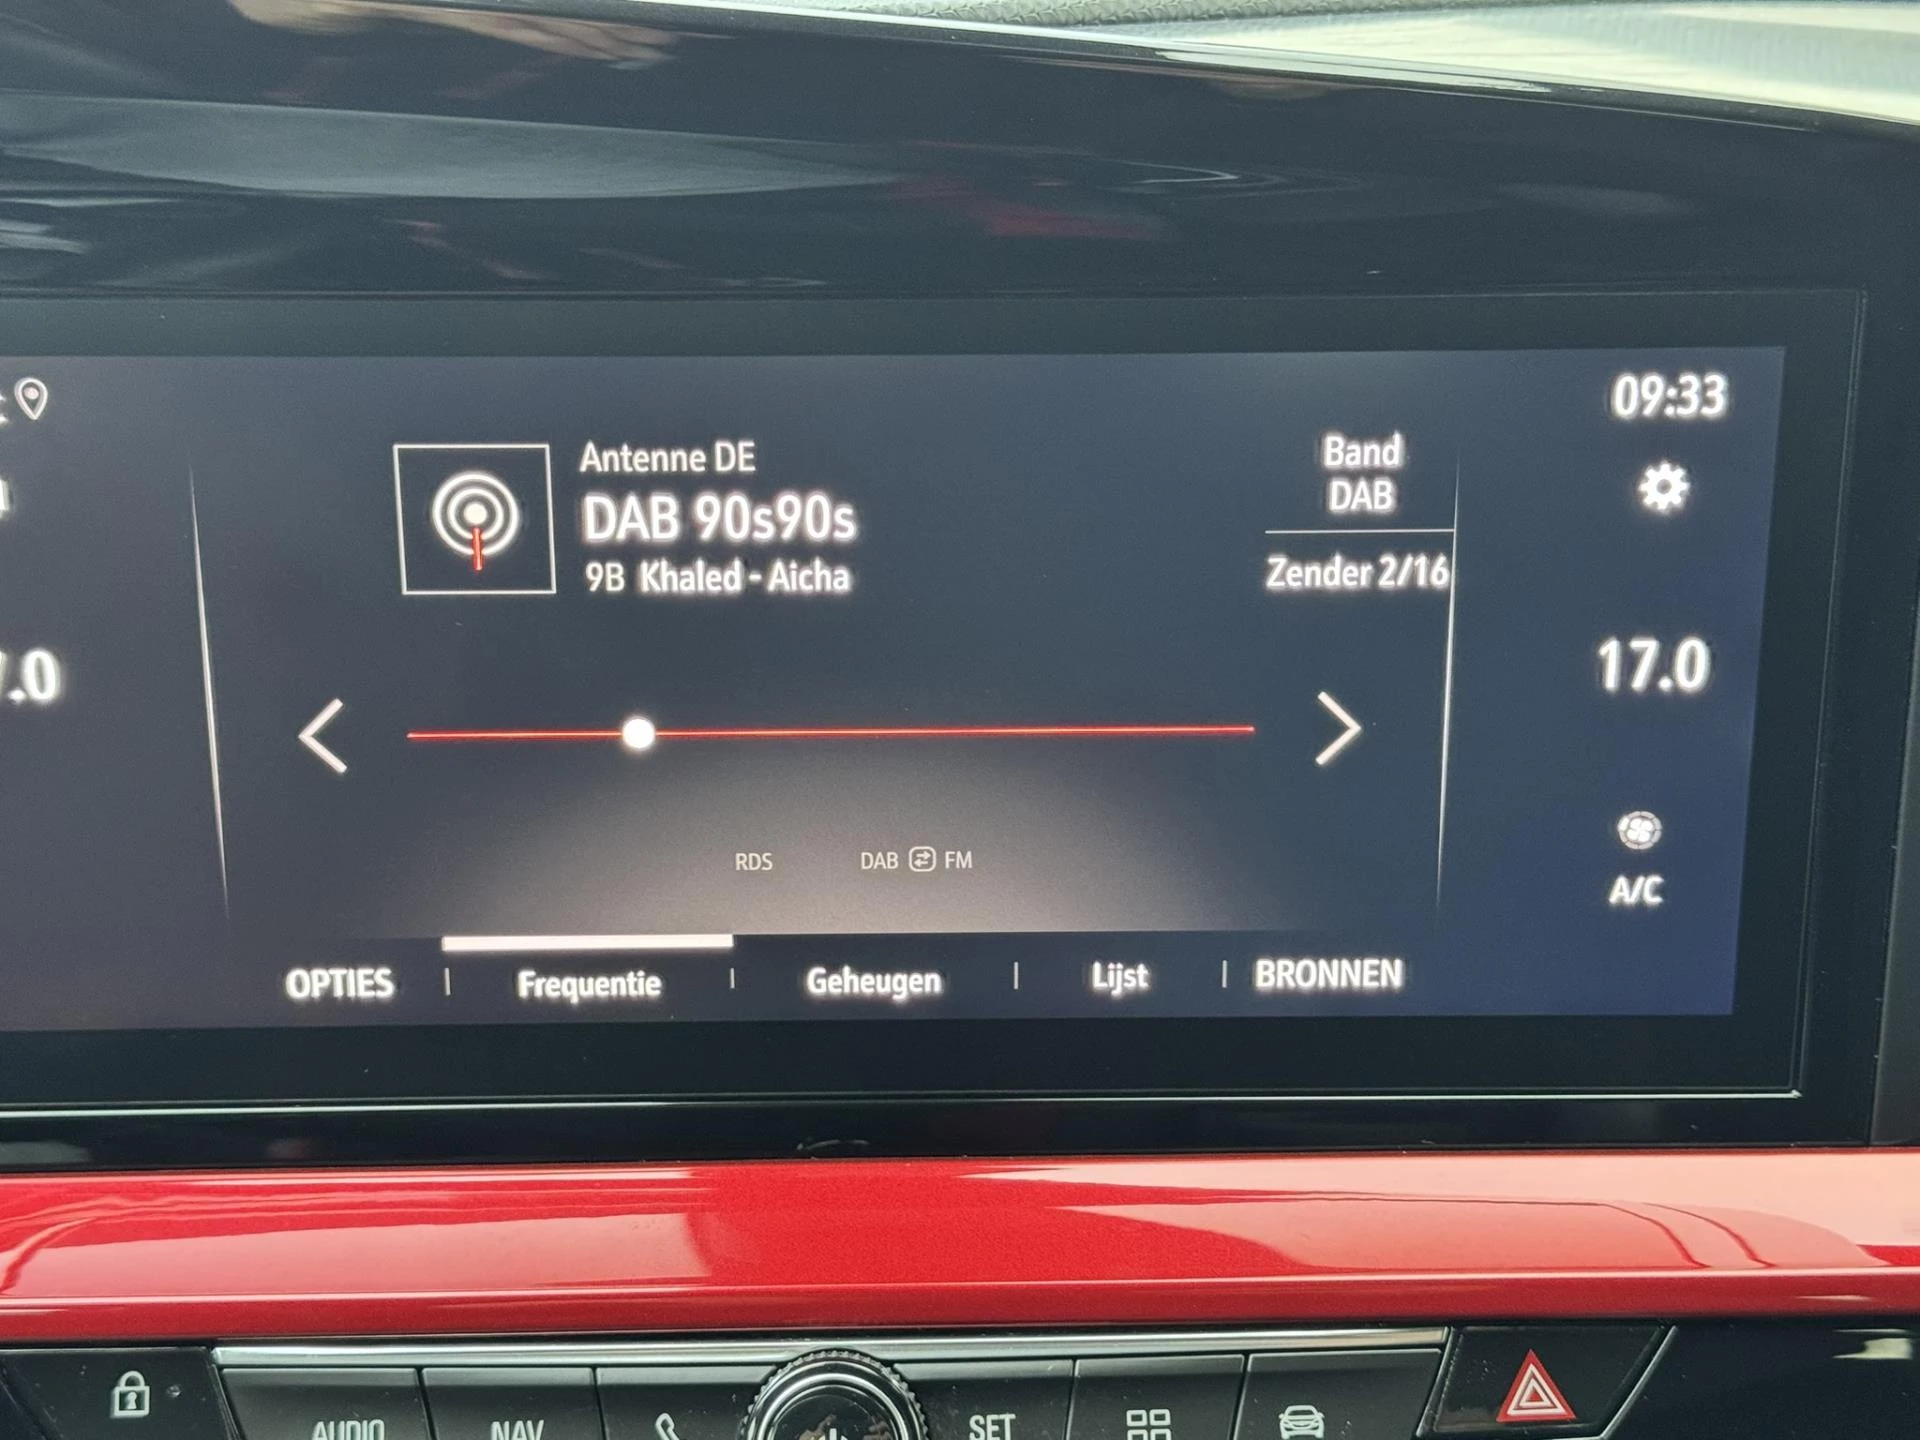 09:33
Antenne DE
DAB 90s90s
9B Khaled - Aicha
Band
DAB
Zender 2/16
.0
17.0
RDS
DAB FM
A/C
OPTIES Frequentie Geheugen Lijst BRONNEN
AUDIO NAV SET